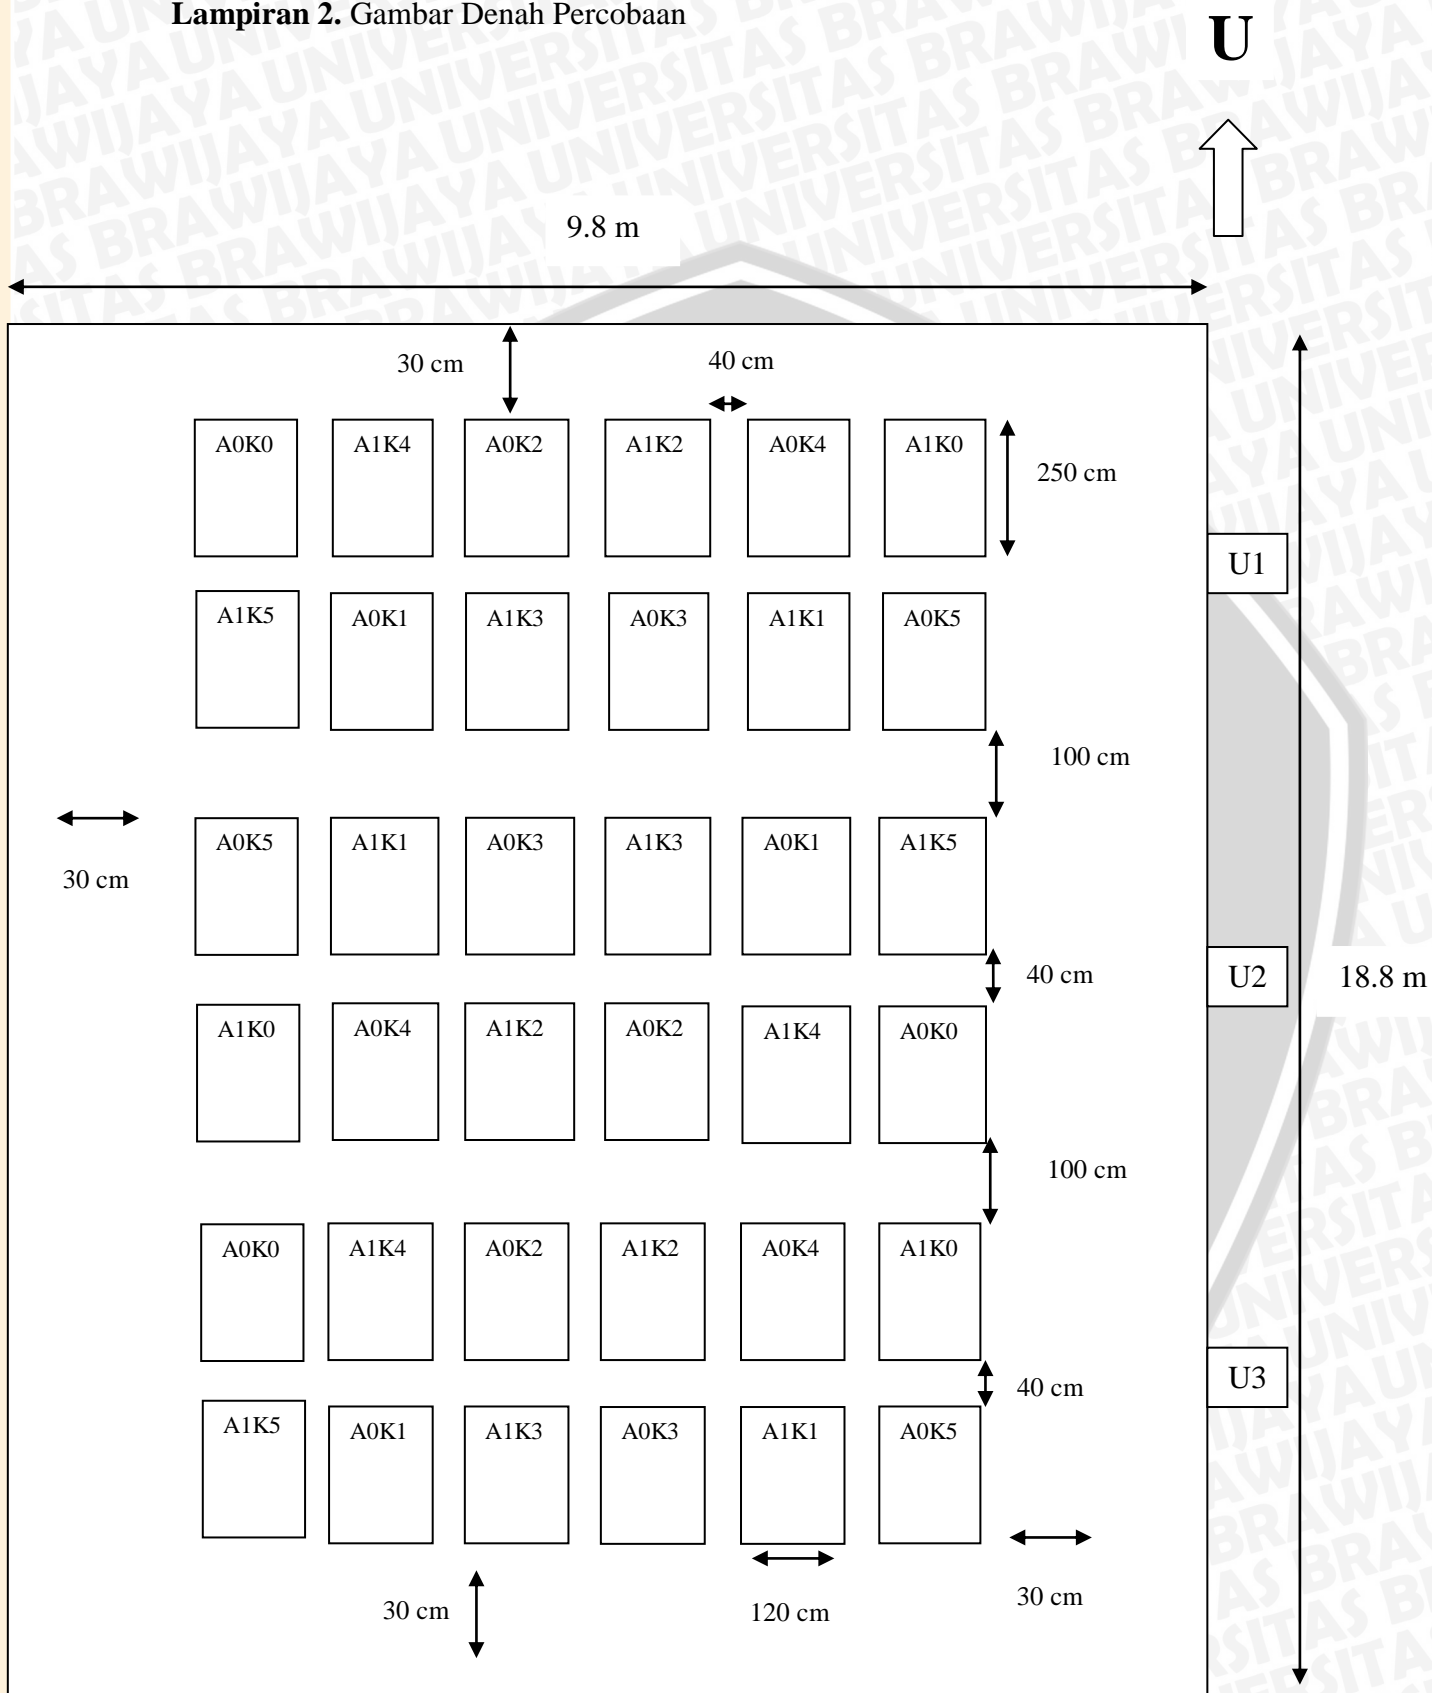 Lampiran 2. Gambar Denah Percobaan
U
9.8 m
30 cm
40 cm
A0K0 A1K4 A0K2 A1K2 A0K4 A1K0
250 cm
U1
A1K5 A0K1 A1K3 A0K3 A1K1 A0K5
100 cm
A0K5 A1K1 A0K3 A1K3 A0K1 A1K5
30 cm
40 cm
U2
18.8 m
A1K0 A0K4 A1K2 A0K2 A1K4 A0K0
100 cm
A0K0 A1K4 A0K2 A1K2 A0K4 A1K0
U3
40 cm
A1K5 A0K1 A1K3 A0K3 A1K1 A0K5
30 cm
120 cm
30 cm